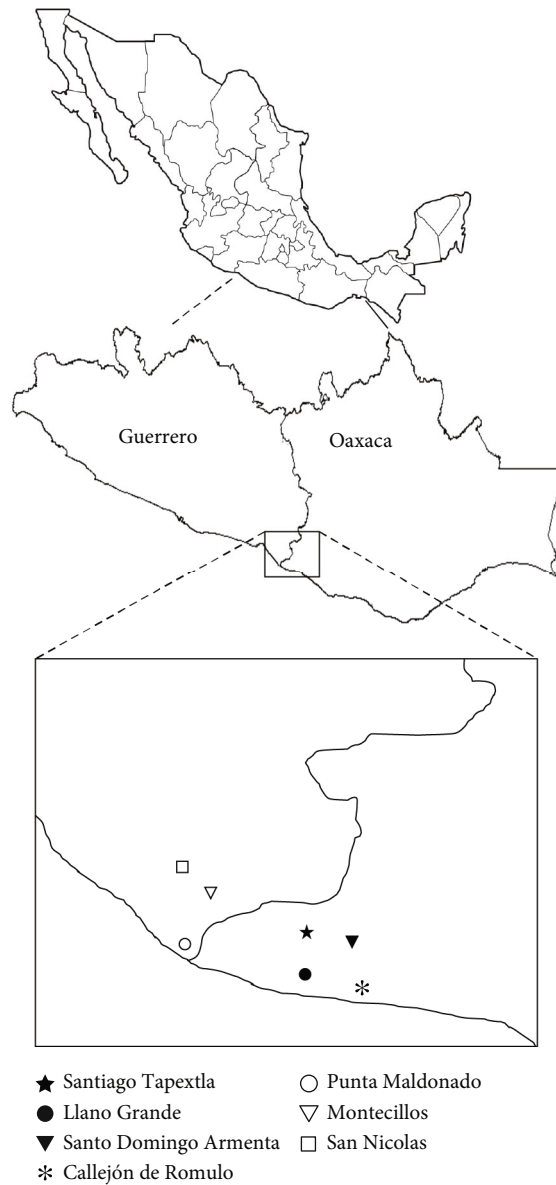 Guerrero
Oaxaca
Santiago Tapextla
Llano Grande
Santo Domingo Armenta
Callejón de Romulo
Punta Maldonado
Montecillos
San Nicolas